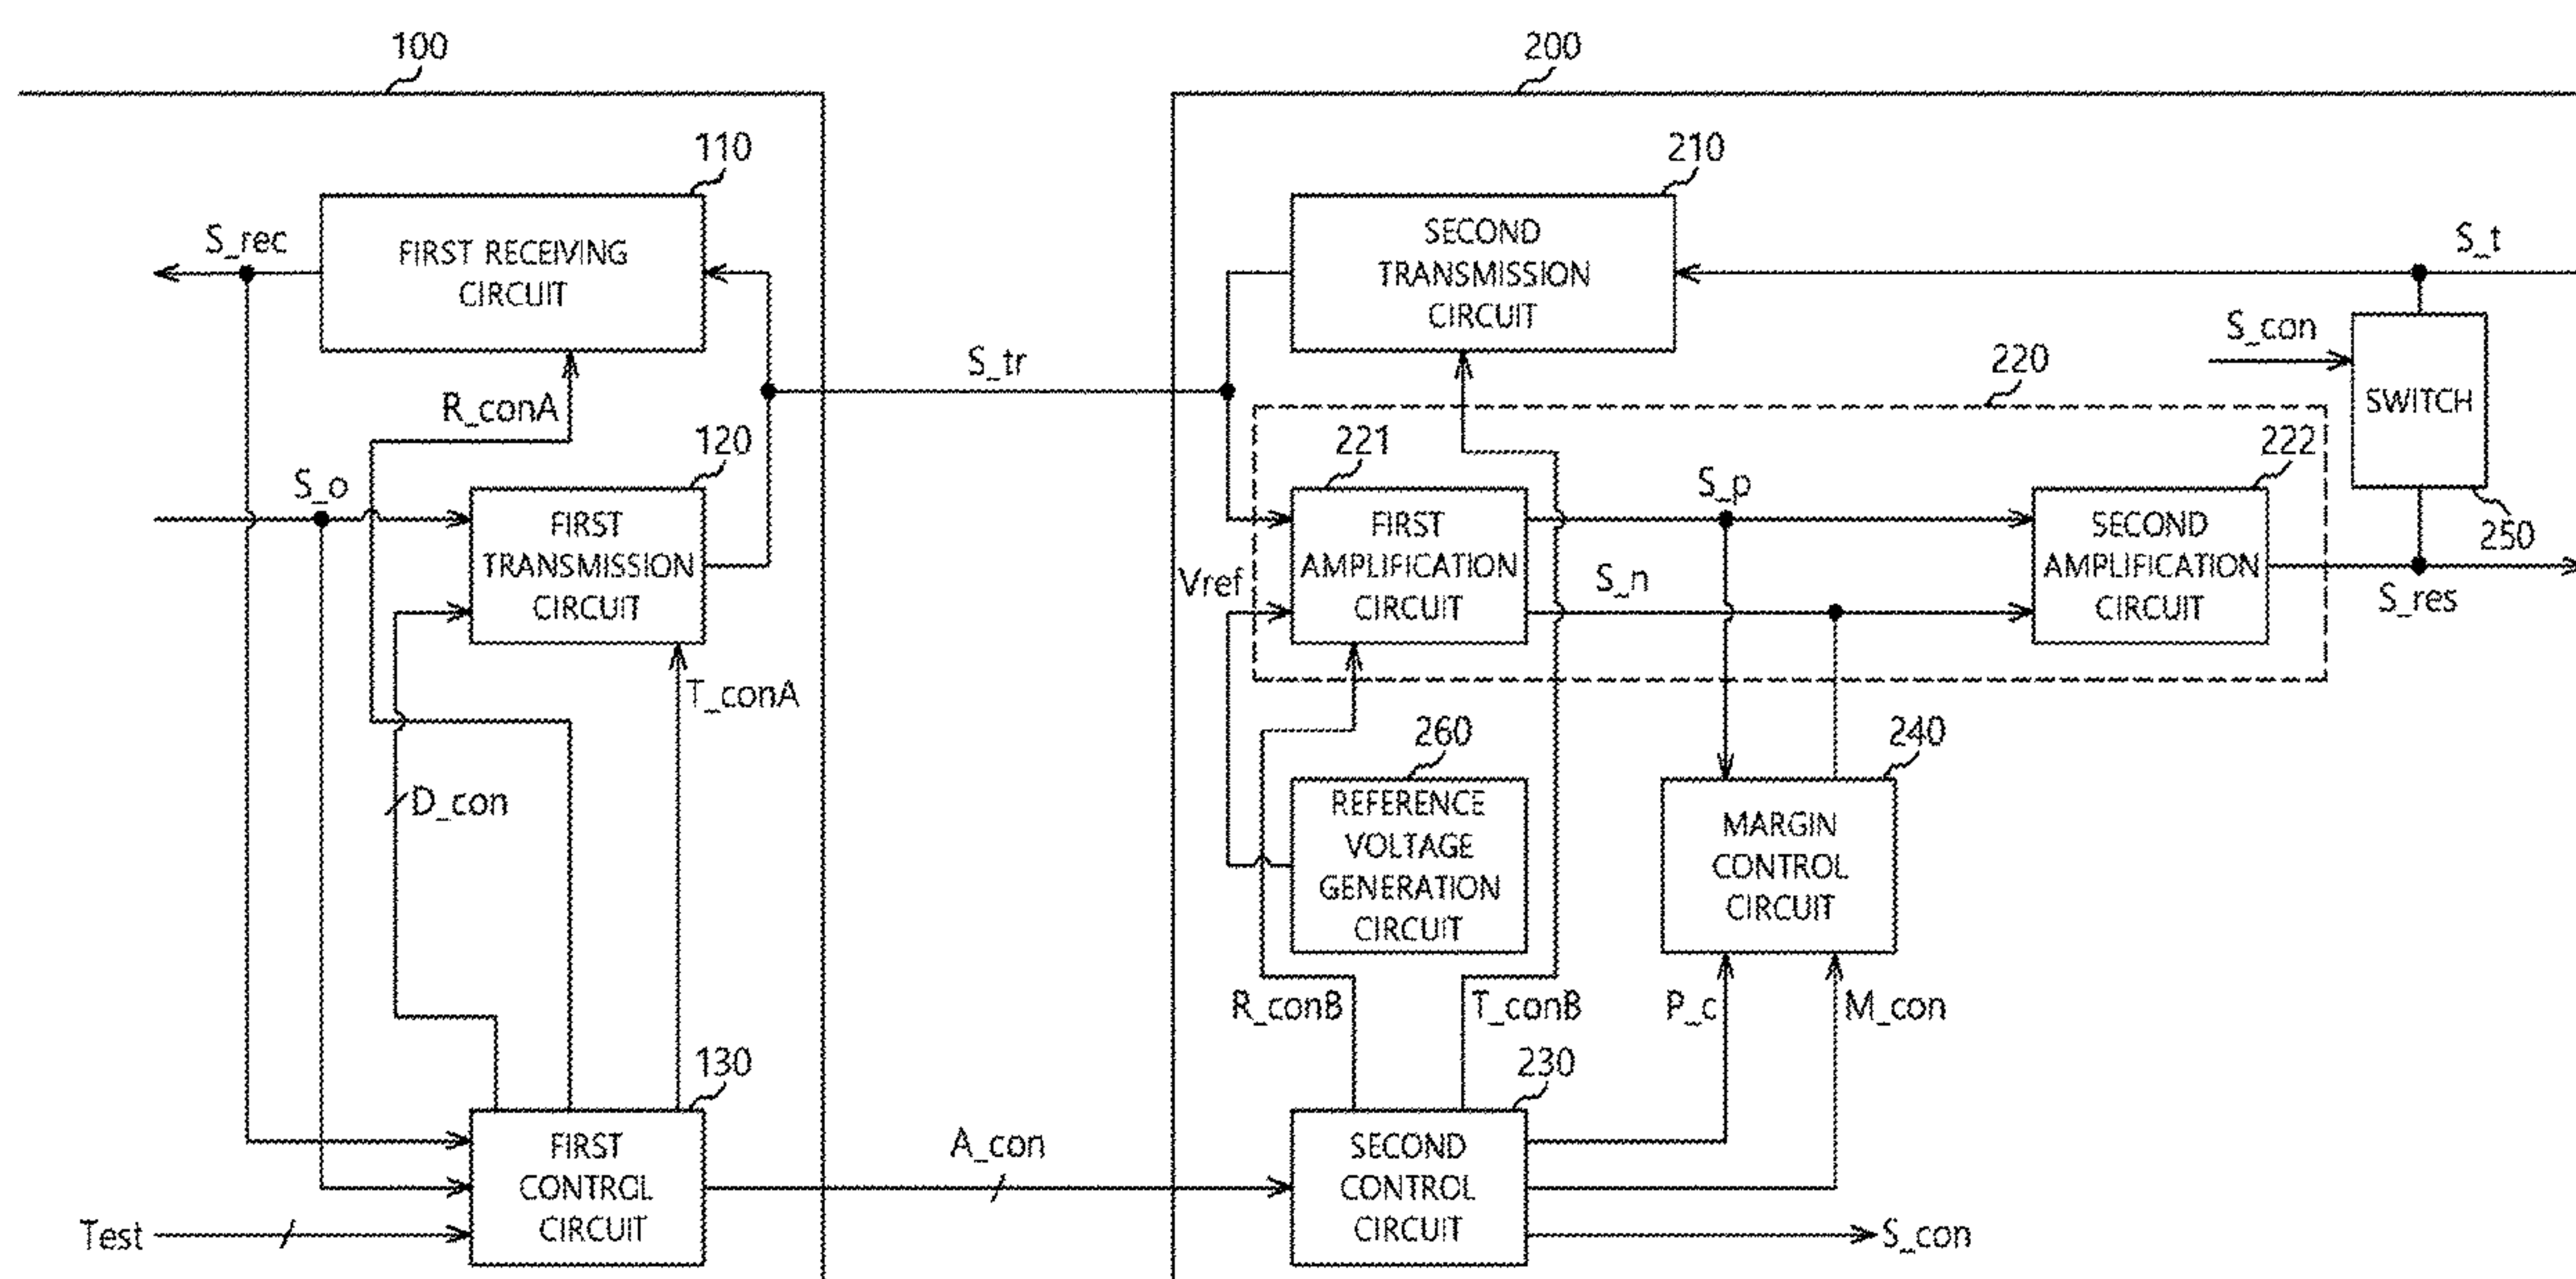 100
200
110
210
S_rec
FIRST RECEIVING
CIRCUIT
SECOND
TRANSMISSION
CIRCUIT
S_t
S_con
S_tr
220
SWITCH
R_conA
120
221
222
S_o
S_p
FIRST
TRANSMISSION
CIRCUIT
FIRST
AMPLIFICATION
CIRCUIT
SECOND
AMPLIFICATION
CIRCUIT
250
Vref
S_n
S_res
T_conA
260
240
D_con
REFERENCE
VOLTAGE
GENERATION
CIRCUIT
MARGIN
CONTROL
CIRCUIT
R_conB
T_conB
P_c
M_con
130
230
FIRST
CONTROL
CIRCUIT
A_con
SECOND
CONTROL
CIRCUIT
Test
S_con